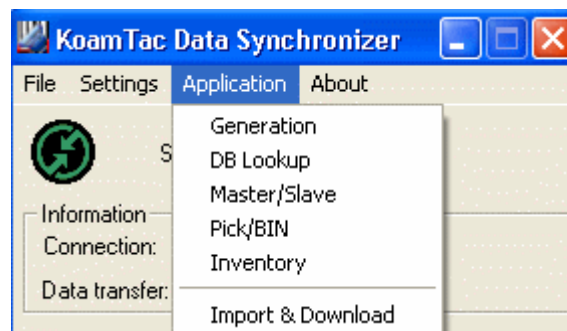 KoamTac Data Synchronizer
File Settings Application About
S
Generation
DB Lookup
Master/Slave
Pick/BIN
Inventory
Import & Download
Information
Connection:
Data transfer: